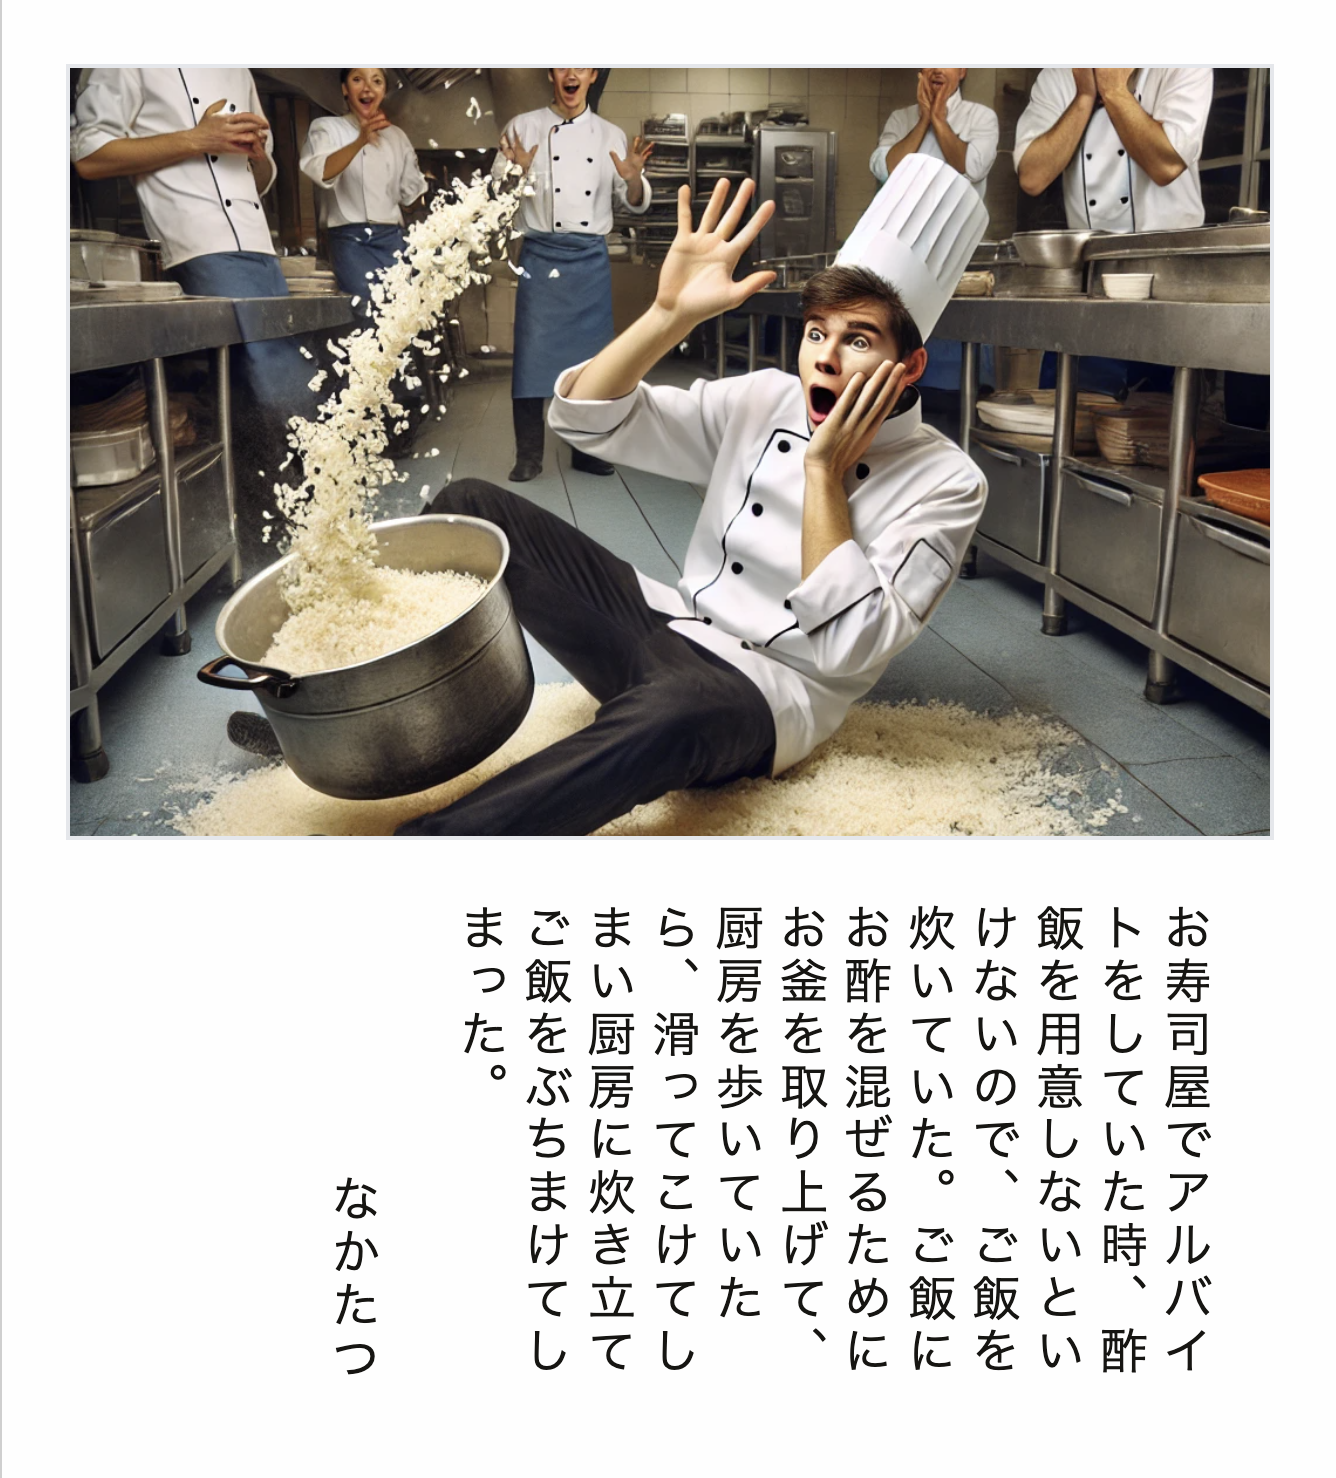 お寿司屋でアルバイ
トをしていた時、酢
飯を用意しないとい
けないので、ご飯を
炊いていた。ご飯に
お酢を混ぜるために
お釜を取り上げて、
厨房を歩いていた
ら、滑ってこけてし
まい厨房に炊き立て
ご飯をぶちまけてし
まった。
なかたつ